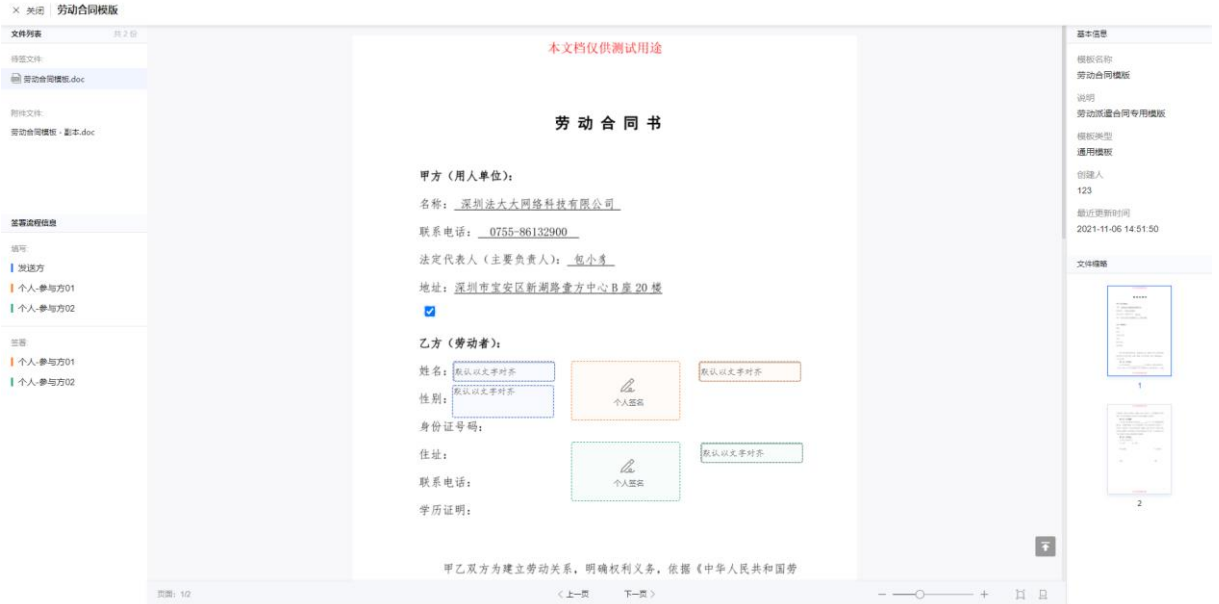 × 关闭 劳动合同模版
文件列表 共2份
待签文件:
劳动合同模板.doc
附件文件:
劳动合同模板 - 副本.doc
签署流程信息
填写:
发送方
个人-参与方01
个人-参与方02
签署:
个人-参与方01
个人-参与方02
本文档仅供测试用途
劳动合同书
甲方（用人单位）:
名称: 深圳法大大网络科技有限公司
联系电话: 0755-86132900
法定代表人（主要负责人）: 包小彦
地址: 深圳市宝安区新湖路壹方中心 B 座 20 楼
乙方（劳动者）:
姓名: 默认以文字对齐
个人签名
默认以文字对齐
性别: 默认以文字对齐
身份证号码:
住址:
个人签名
默认以文字对齐
联系电话:
学历证明:
甲乙双方为建立劳动关系，明确权利义务，依据《中华人民共和国劳
页面: 1/2
< 上一页 下一页 >
基本信息
模板名称
劳动合同模版
说明
劳动派遣合同专用模版
模板类型
通用模板
创建人
123
最近更新时间
2021-11-06 14:51:50
文件缩略
1
2